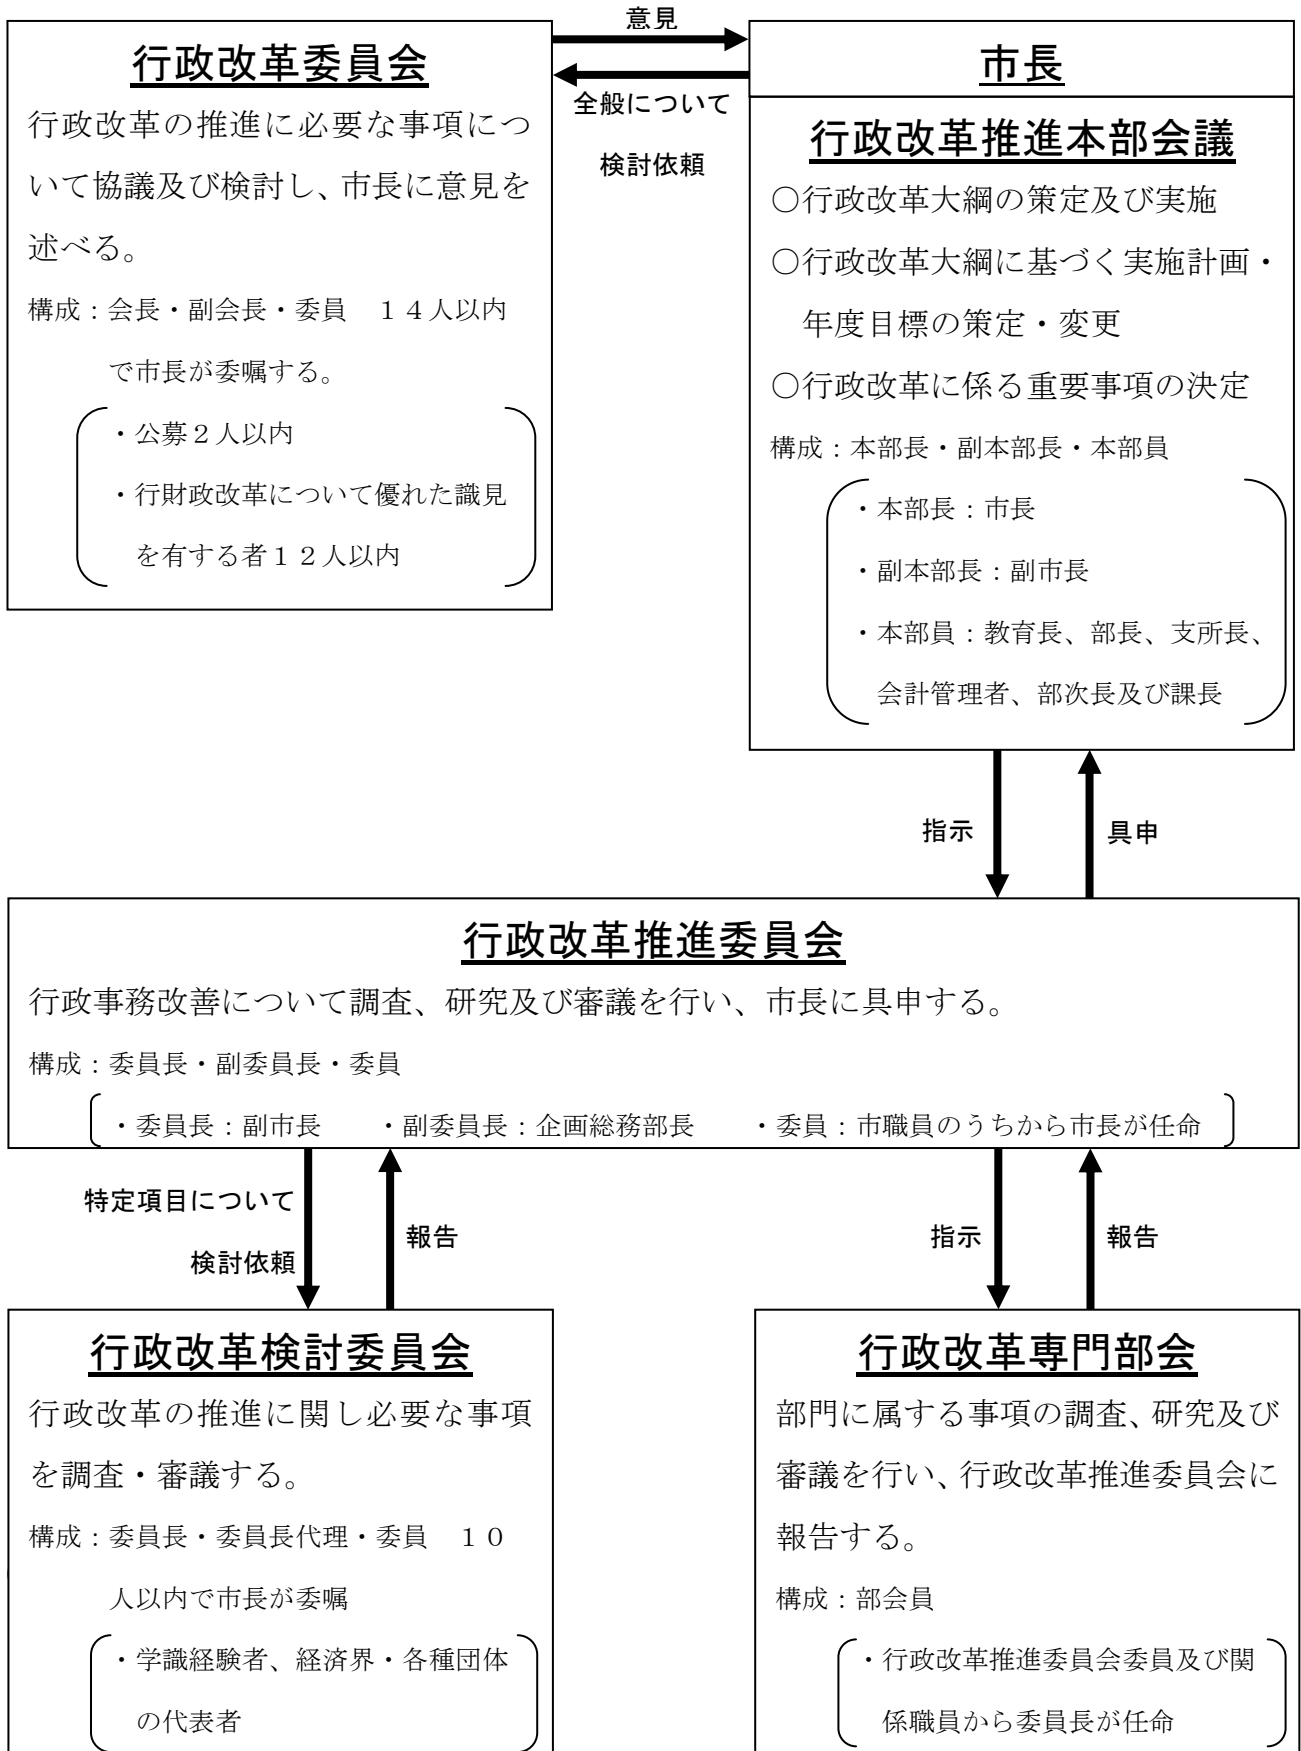 意見
行政改革委員会
行政改革の推進に必要な事項につ
いて協議及び検討し、市長に意見を
述べる。
構成：会長・副会長・委員　１４人以内
で市長が委嘱する。
・公募２人以内
・行財政改革について優れた識見
を有する者１２人以内
全般について
検討依頼
市長
行政改革推進本部会議
○行政改革大綱の策定及び実施
○行政改革大綱に基づく実施計画・
年度目標の策定・変更
○行政改革に係る重要事項の決定
構成：本部長・副本部長・本部員
・本部長：市長
・副本部長：副市長
・本部員：教育長、部長、支所長、
会計管理者、部次長及び課長
指示
具申
行政改革推進委員会
行政事務改善について調査、研究及び審議を行い、市長に具申する。
構成：委員長・副委員長・委員
・委員長：副市長　　・副委員長：企画総務部長　　・委員：市職員のうちから市長が任命
特定項目について
検討依頼
報告
指示
報告
行政改革検討委員会
行政改革の推進に関し必要な事項
を調査・審議する。
構成：委員長・委員長代理・委員　１０
人以内で市長が委嘱
・学識経験者、経済界・各種団体
の代表者
行政改革専門部会
部門に属する事項の調査、研究及び
審議を行い、行政改革推進委員会に
報告する。
構成：部会員
・行政改革推進委員会委員及び関
係職員から委員長が任命